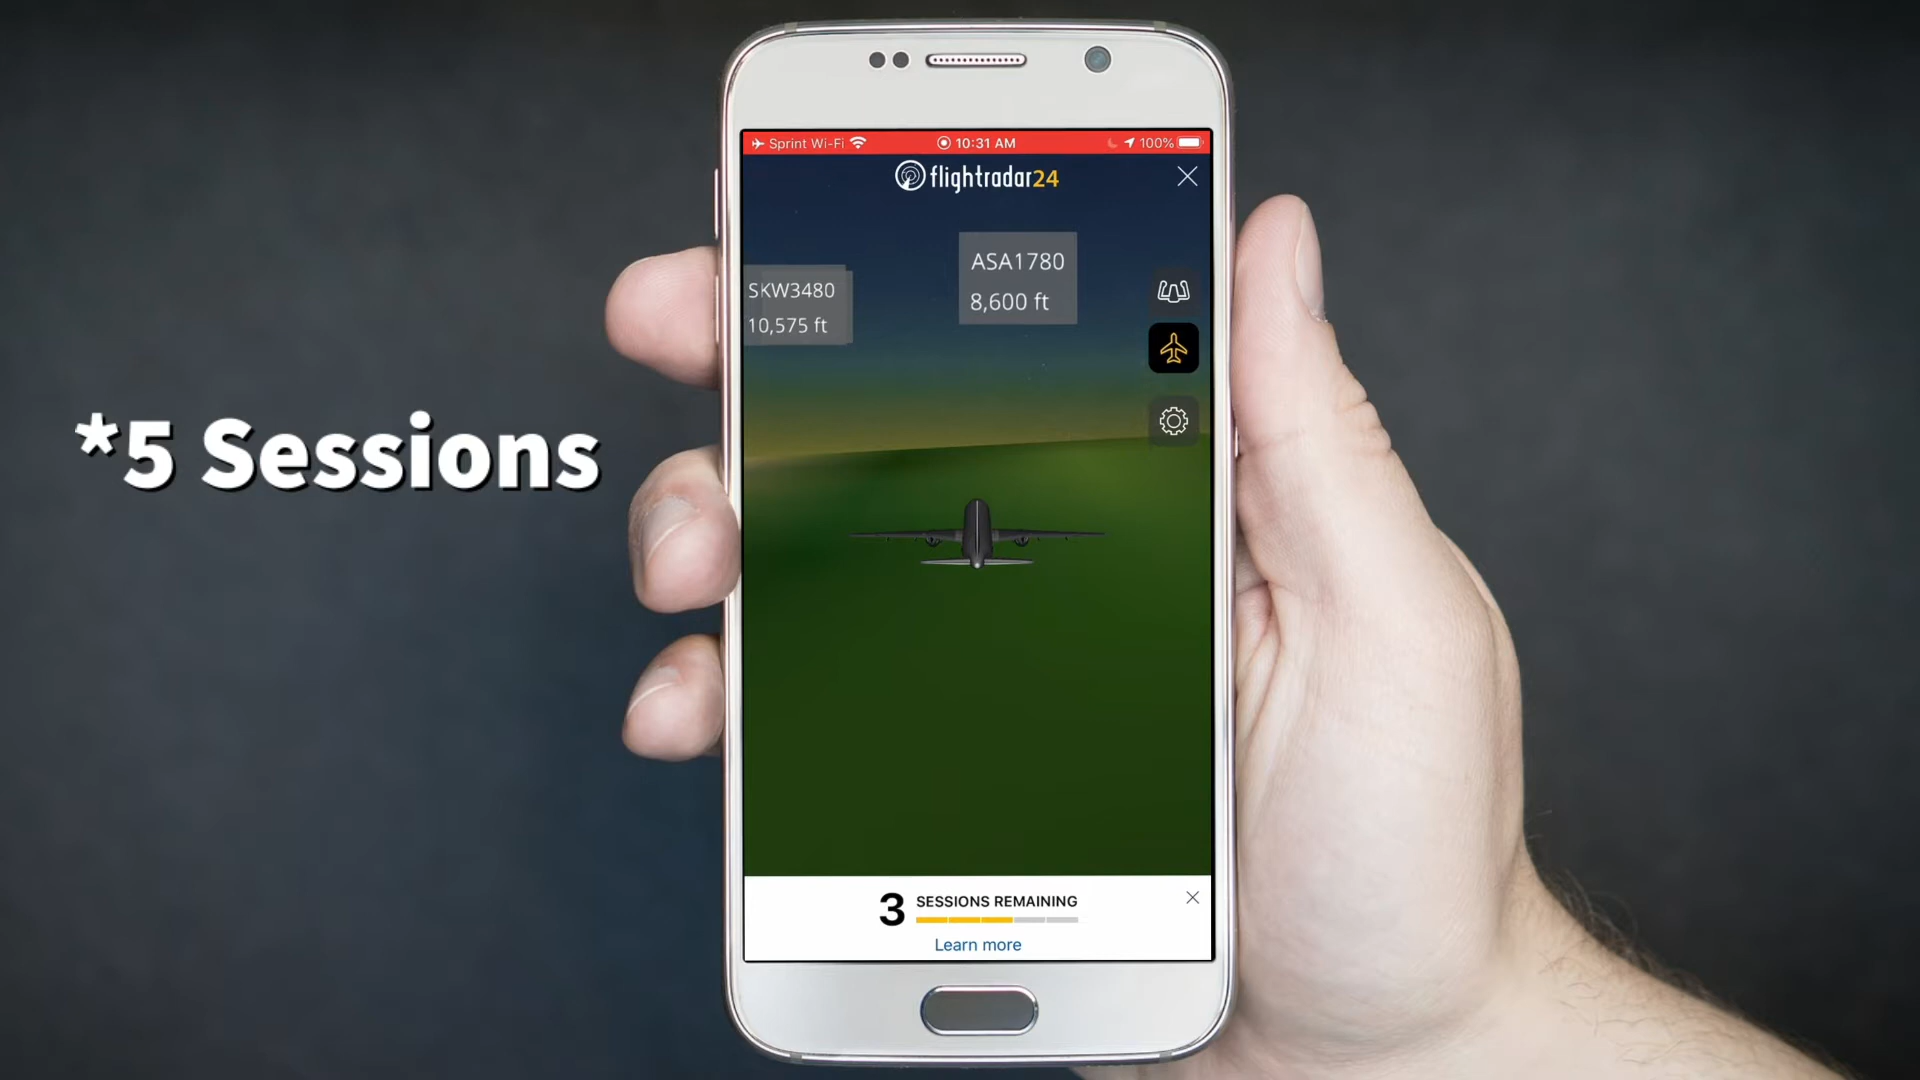 Sprint Wi-Fi
10:31 AM
100%
flightradar24
ASA1780
8,600 ft
SKW3480
10,575 ft
*5 Sessions
3 SESSIONS REMAINING
Learn more